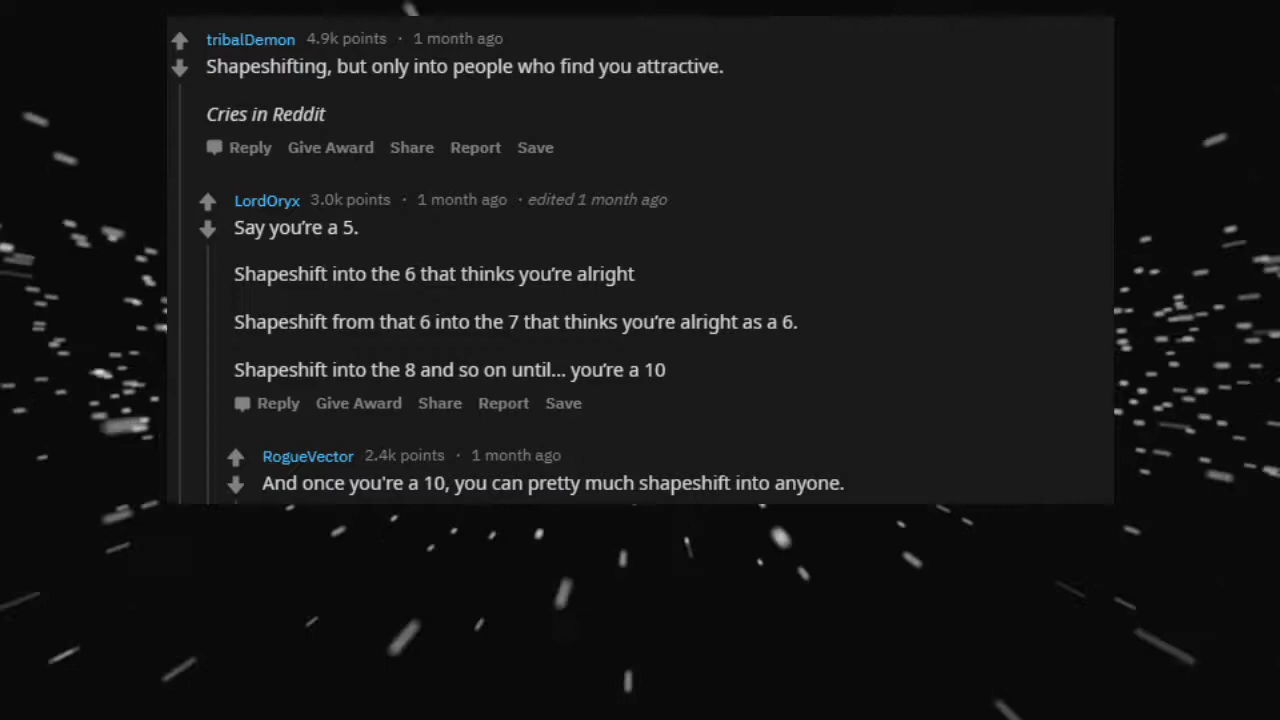 tribalDemon 4.9k points · 1 month ago
Shapeshifting, but only into people who find you attractive.
Cries in Reddit
Reply Give Award Share Report Save
LordOryx 3.0k points · 1 month ago · edited 1 month ago
Say you're a 5.
Shapeshift into the 6 that thinks you're alright
Shapeshift from that 6 into the 7 that thinks you're alright as a 6.
Shapeshift into the 8 and so on until... you're a 10
Reply Give Award Share Report Save
RogueVector 2.4k points · 1 month ago
And once you're a 10, you can pretty much shapeshift into anyone.